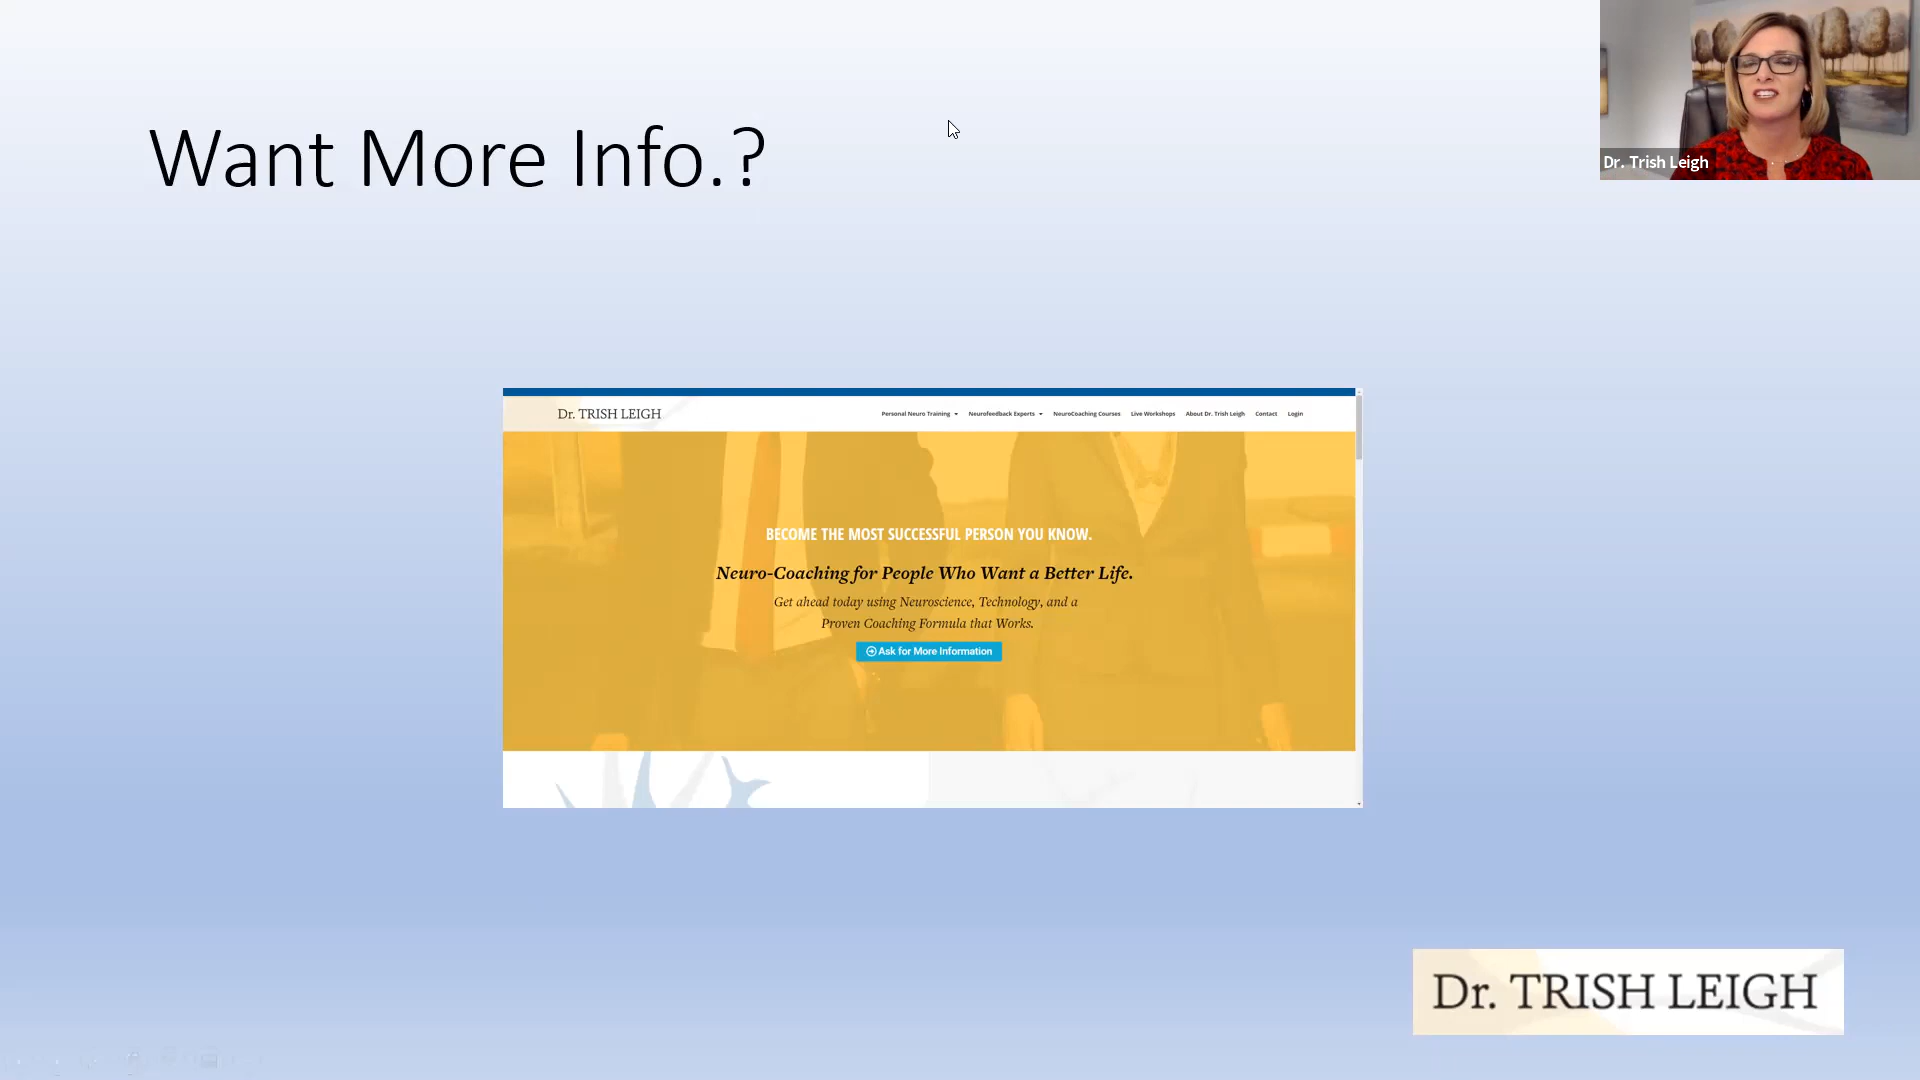 Want More Info.?
Dr. Trish Leigh
Dr. TRISH LEIGH
Personal Neuro Training
Neurofeedback Experts
NeuroCoaching Courses
Live Workshops
About Dr. Trish Leigh
Contact
Login
BECOME THE MOST SUCCESSFUL PERSON YOU KNOW.
Neuro-Coaching for People Who Want a Better Life.
Get ahead today using Neuroscience, Technology, and a
Proven Coaching Formula that Works.
Ask for More Information
Dr. TRISH LEIGH